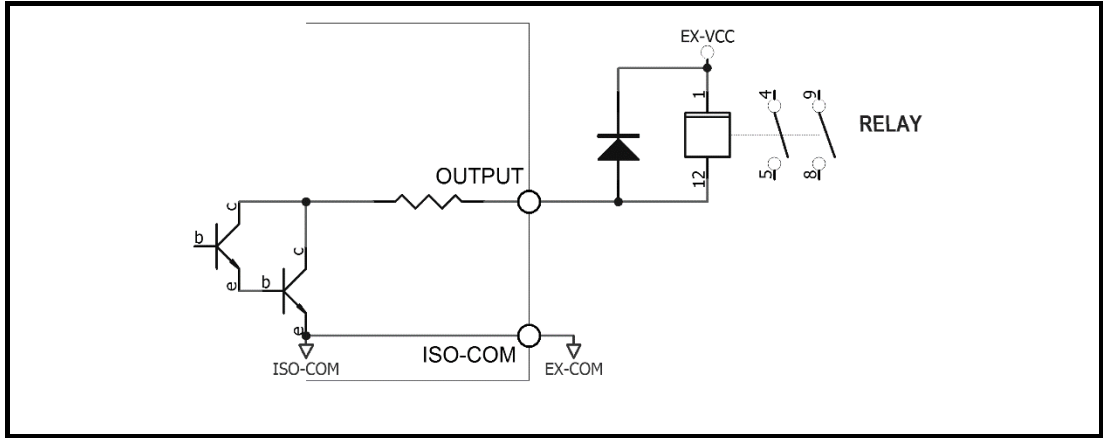 EX-VCC
1
4
9
RELAY
12
5
8
OUTPUT
c
b
e
b
c
e
ISO-COM
ISO-COM
EX-COM